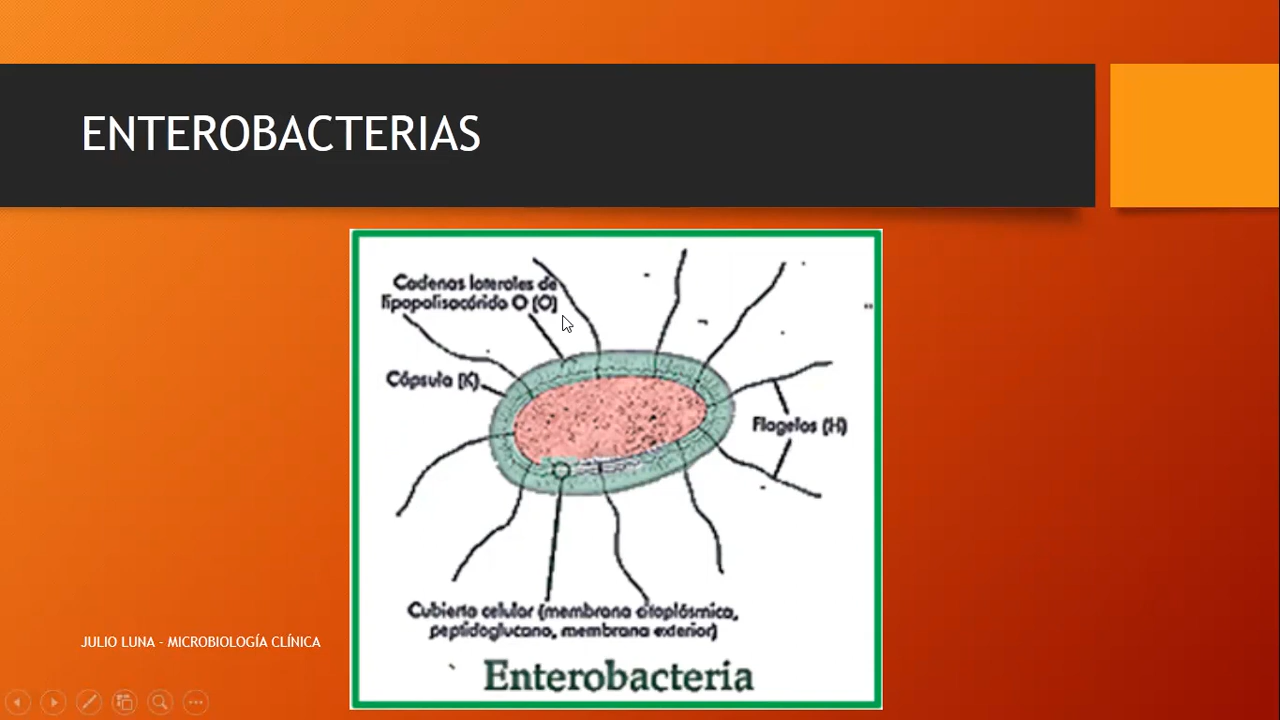 ENTEROBACTERIAS
Cadenas laterales de
lipopolisacárido O (O)
Cápsula (K)
Flagelos (H)
Cubierta celular (membrana citoplásmica,
peptidoglucano, membrana exterior)
JULIO LUNA - MICROBIOLOGÍA CLÍNICA
Enterobacteria